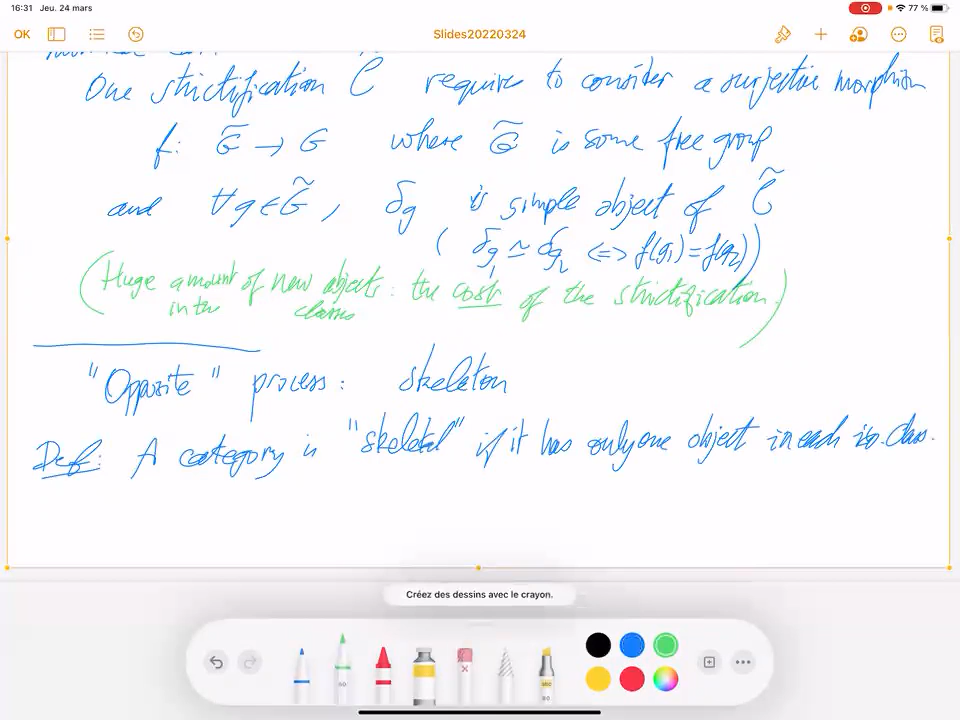 16:31 Jeu. 24 mars
77 %
OK
Slides20220324
One strictification C require to consider a surjective morphism
f: G̃ → G where G̃ is some free group
and ∀g∈G̃, δg is simple object of C̃
( δg₁ ≃ δg₂ ⇔ f(g₁)=f(g₂))
(Huge amount of new objects: the cost of the strictification.)
in the classes
"Opposite" process: skeleton
Def: A category is "skeletal" if it has only one object in each iso. class.
Créez des dessins avec le crayon.